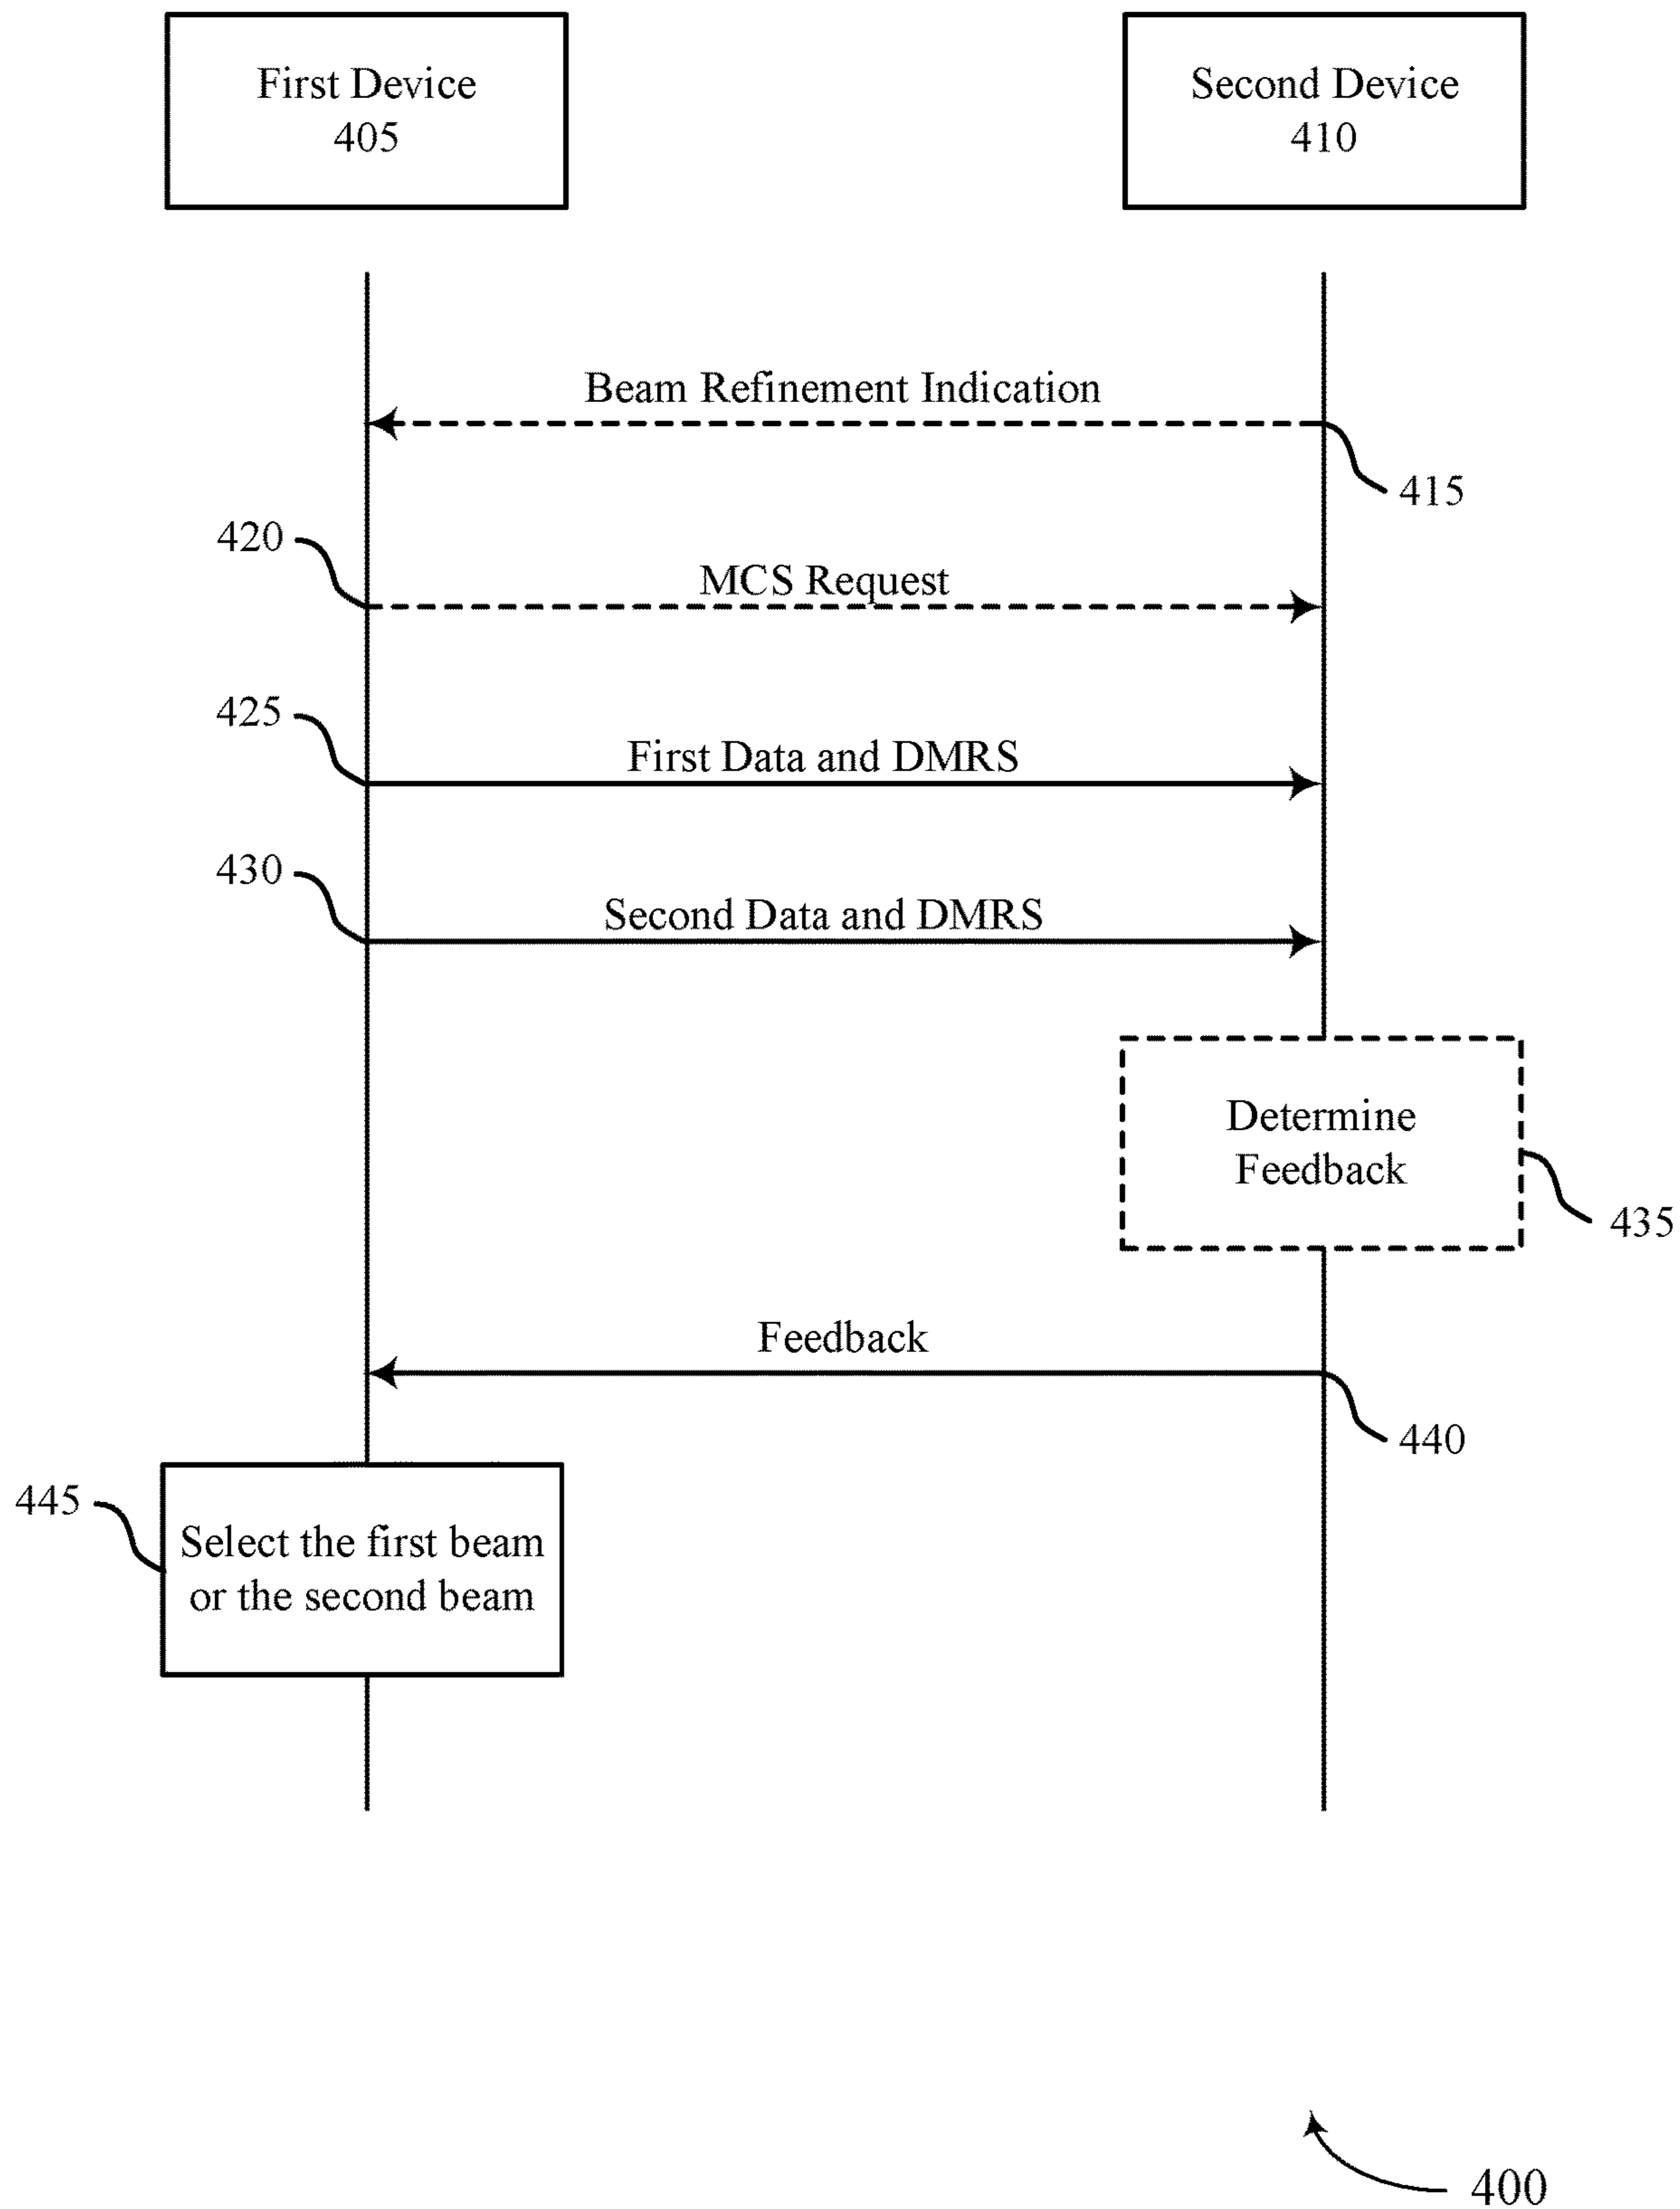 First Device
405
Second Device
410
Beam Refinement Indication
415
420
MCS Request
425
First Data and DMRS
430
Second Data and DMRS
Determine
Feedback
435
Feedback
440
445
Select the first beam
or the second beam
400